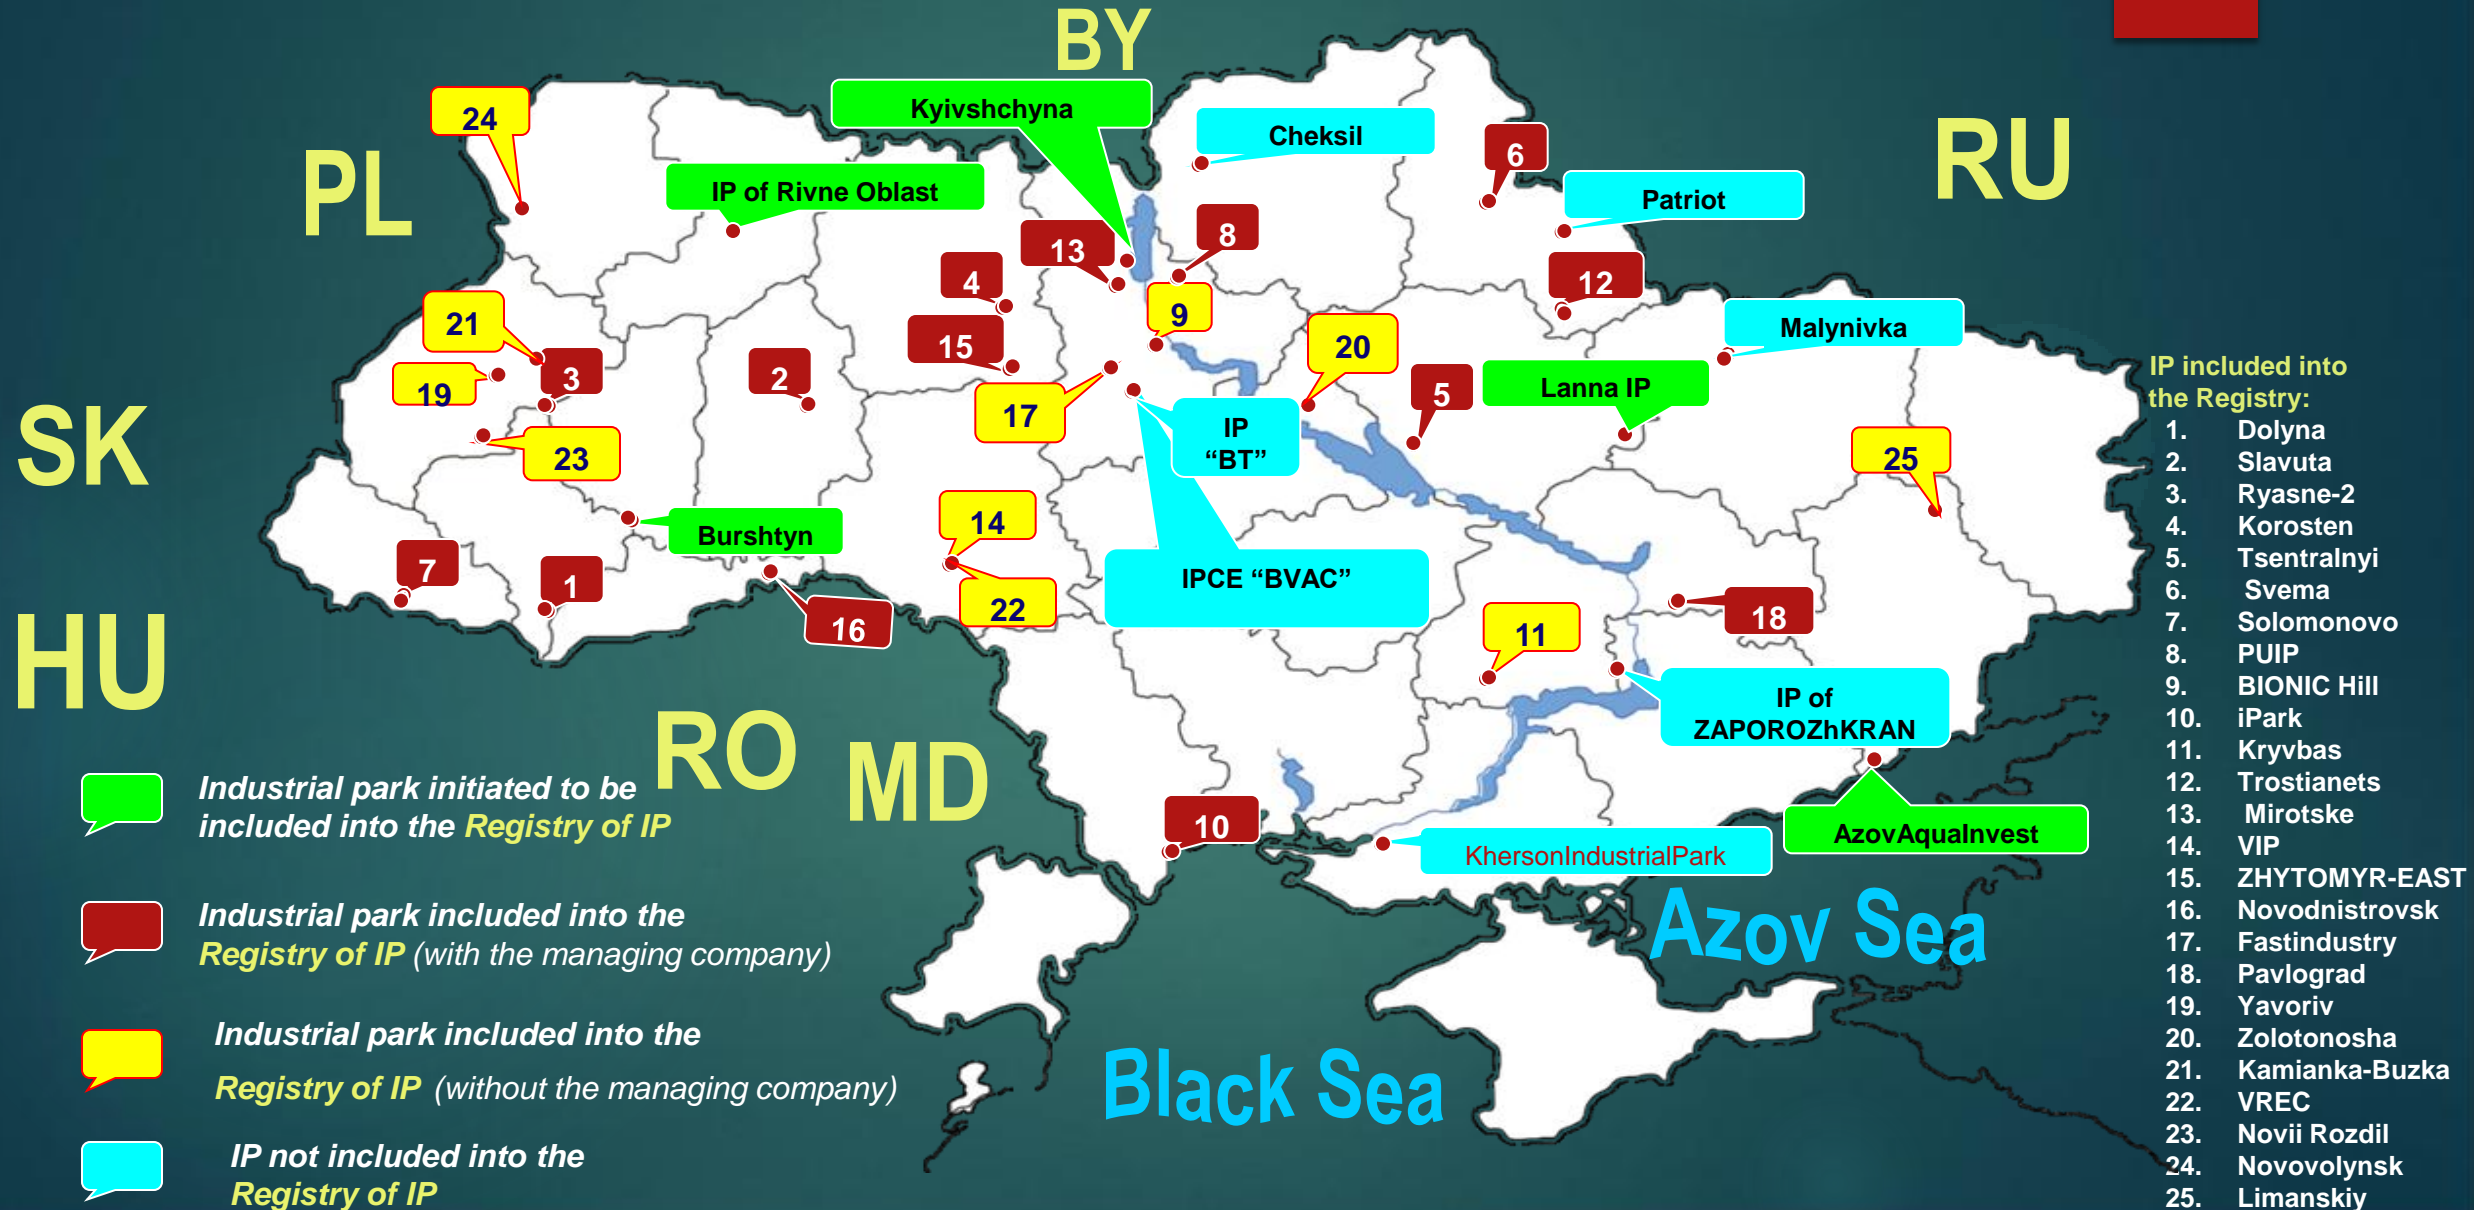 BY
24
Kyivshchyna
Cheksil
6
RU
PL
IP of Rivne Oblast
Patriot
13
8
4
12
21
9
20
Malynivka
15
3
2
19
5
Lanna IP
17
IP
“BT”
SK
23
25
14
Burshtyn
IPCE “BVAC”
7
1
22
16
18
11
HU
IP of
ZAPOROZhKRAN
RO
MD
10
AzovAquaInvest
KhersonIndustrialPark
Azov Sea
Black Sea
Industrial park initiated to be
included into the Registry of IP
Industrial park included into the
Registry of IP (with the managing company)
Industrial park included into the
Registry of IP (without the managing company)
IP not included into the
Registry of IP
IP included into
the Registry:
1. Dolyna
2. Slavuta
3. Ryasne-2
4. Korosten
5. Tsentralnyi
6. Svema
7. Solomonovo
8. PUIP
9. BIONIC Hill
10. iPark
11. Kryvbas
12. Trostianets
13. Mirotske
14. VIP
15. ZHYTOMYR-EAST
16. Novodnistrovsk
17. Fastindustry
18. Pavlograd
19. Yavoriv
20. Zolotonosha
21. Kamianka-Buzka
22. VREC
23. Novii Rozdil
24. Novovolynsk
25. Limanskiy